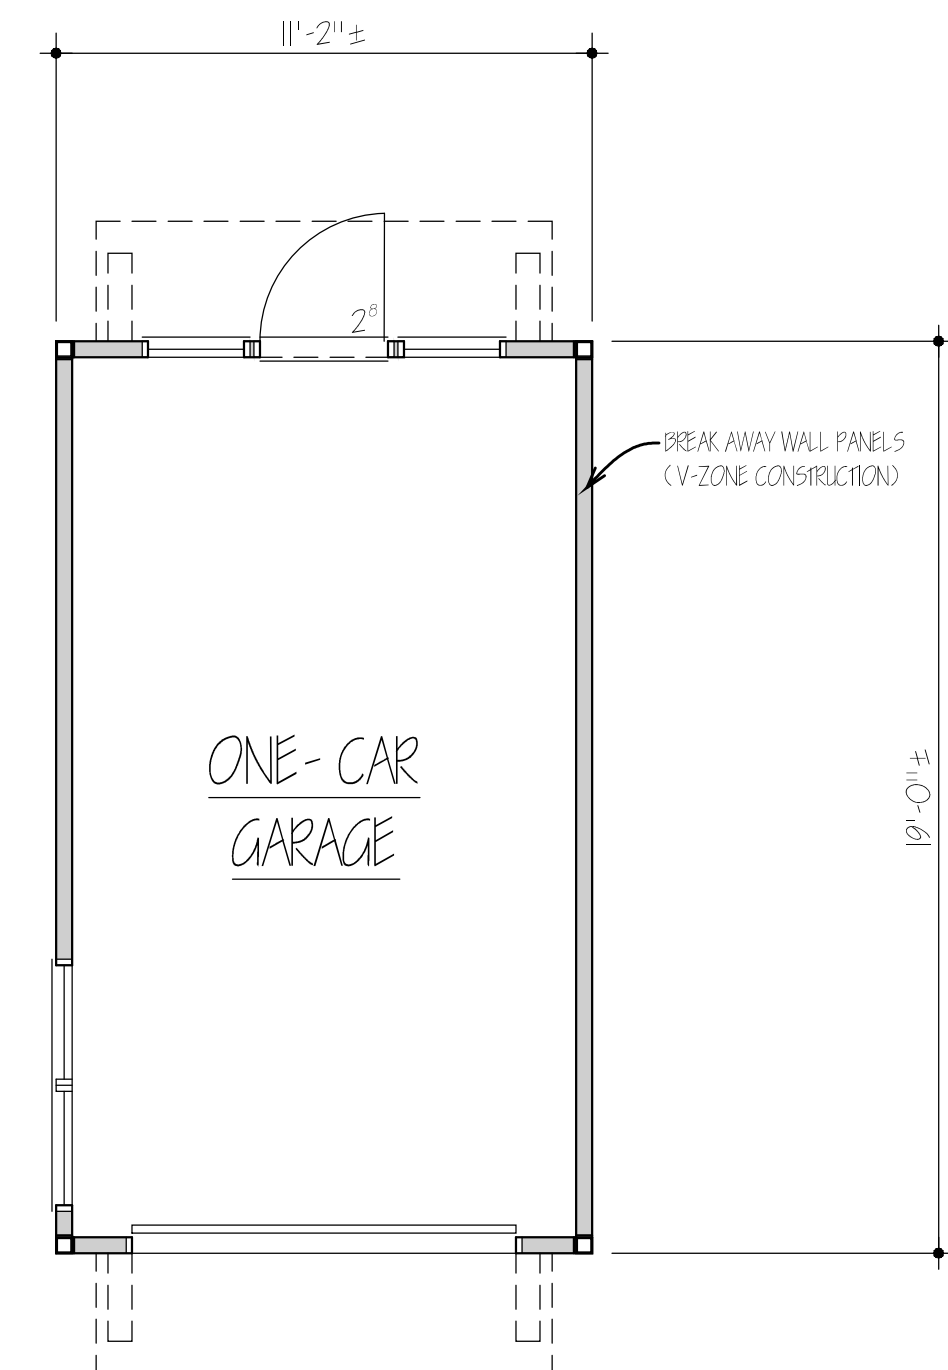 11'-2"±
2⁸
BREAK AWAY WALL PANELS
( V-ZONE CONSTRUCTION)
ONE- CAR
GARAGE
19'-0"±